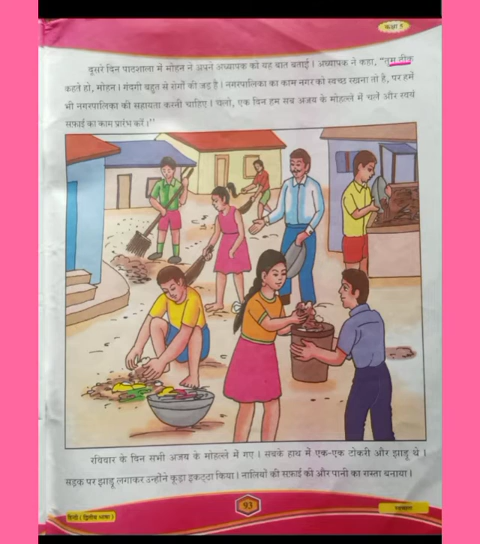 कक्षा ९
दूसरे दिन पाठशाला में मोहन ने अपने अध्यापक को यह बात बताई। अध्यापक ने कहा, "तुम ठीक
कहते हो, मोहन। गंदगी बहुत से रोगों की जड़ है। नगरपालिका का काम नगर को स्वच्छ रखना तो है, पर हमें
भी नगरपालिका की सहायता करनी चाहिए। चलो, एक दिन हम सब अजय के मोहल्ले में चलें और स्वयं
सफ़ाई का काम प्रारंभ करें।"
रविवार के दिन सभी अजय के मोहल्ले में गए। सबके हाथ में एक-एक टोकरी और झाड़ू थे।
सड़क पर झाड़ू लगाकर उन्होंने कूड़ा इकट्ठा किया। नालियों की सफ़ाई की और पानी का रास्ता बनाया।
हिन्दी (द्वितीय भाषा)
93